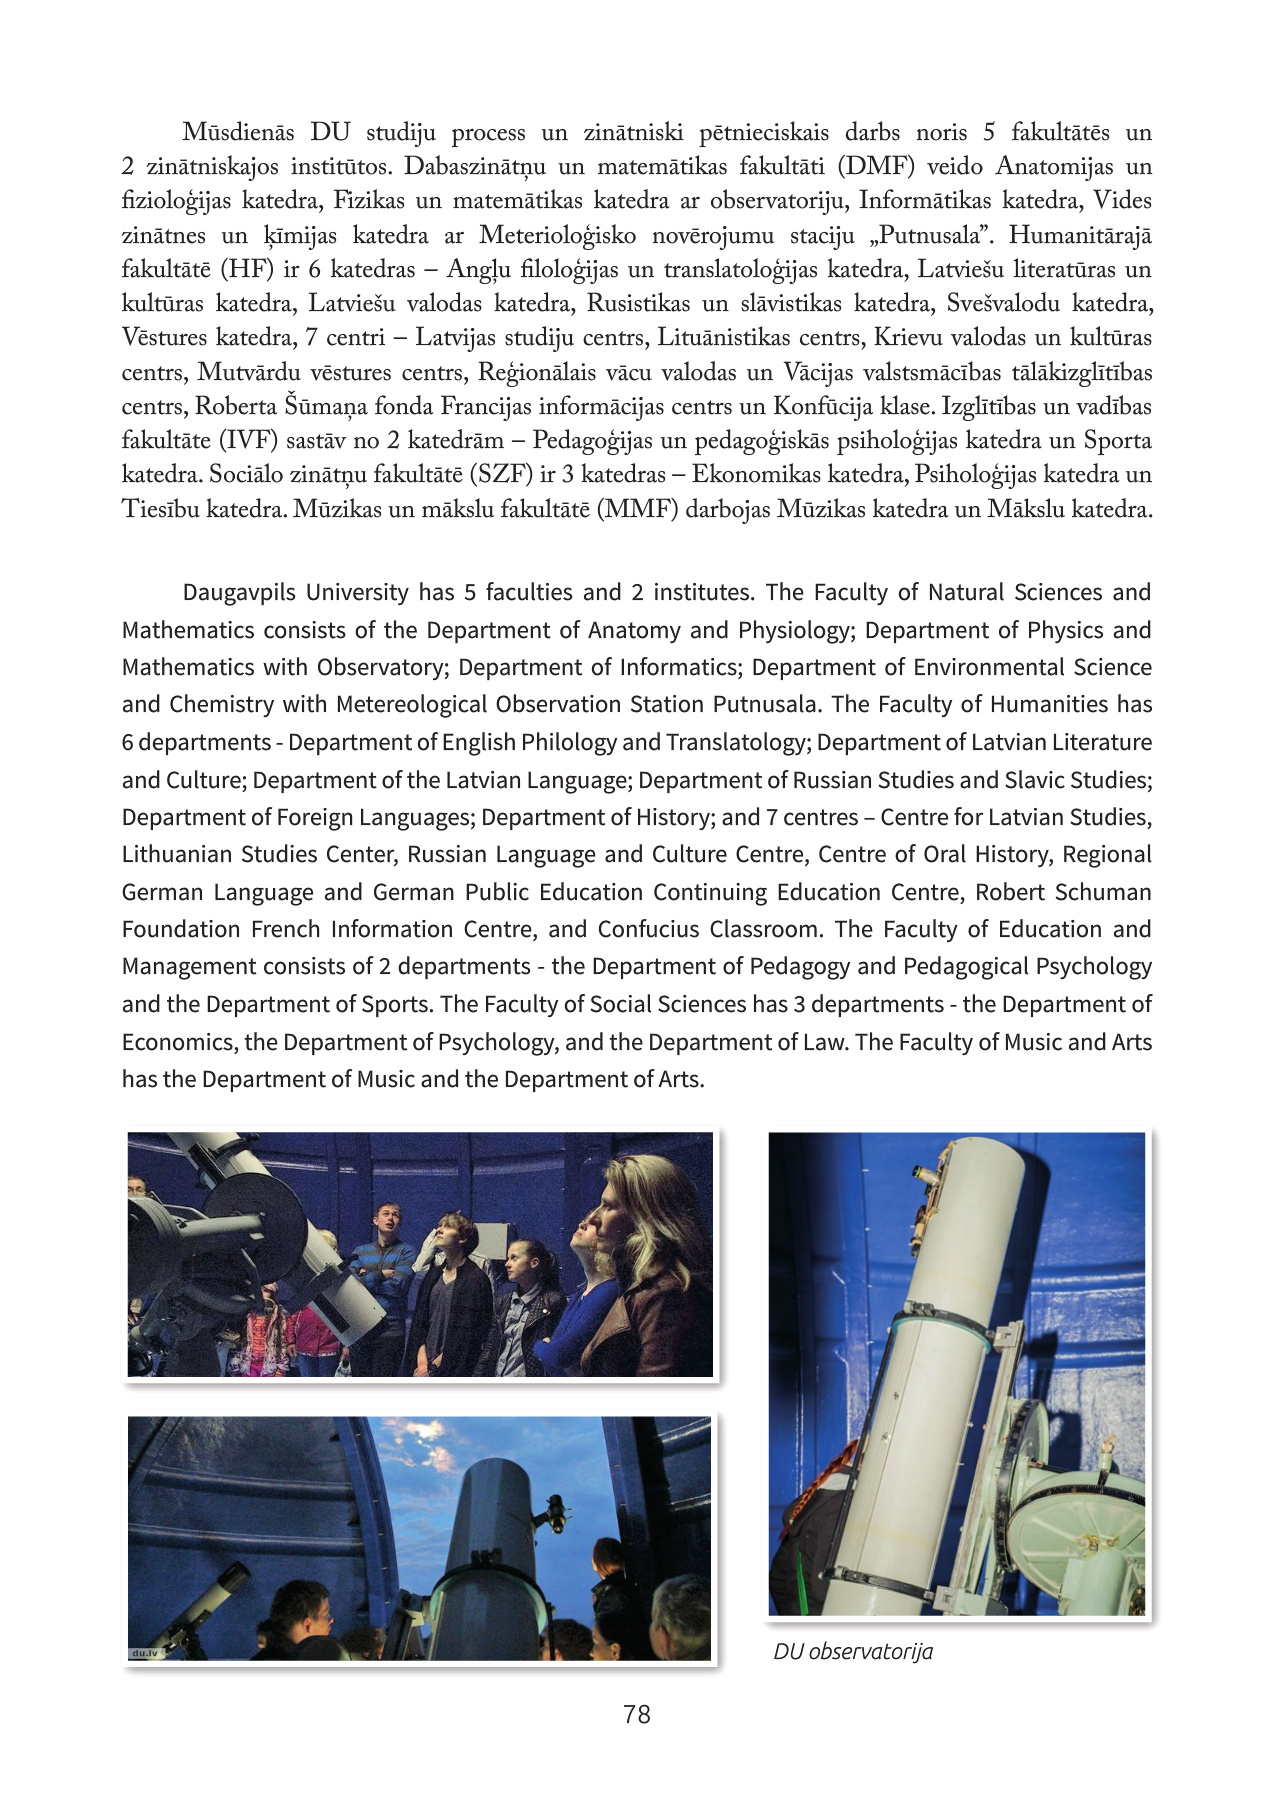 Mūsdienās DU studiju process un zinātniski pētnieciskais darbs noris 5 fakultātēs un
2 zinātniskajos institūtos. Dabaszinātņu un matemātikas fakultāti (DMF) veido Anatomijas un
fizioloģijas katedra, Fizikas un matemātikas katedra ar observatoriju, Informātikas katedra, Vides
zinātnes un ķīmijas katedra ar Meterioloģisko novērojumu staciju „Putnusala”. Humanitārajā
fakultātē (HF) ir 6 katedras – Angļu filoloģijas un translatoloģijas katedra, Latviešu literatūras un
kultūras katedra, Latviešu valodas katedra, Rusistikas un slāvistikas katedra, Svešvalodu katedra,
Vēstures katedra, 7 centri – Latvijas studiju centrs, Lituānistikas centrs, Krievu valodas un kultūras
centrs, Mutvārdu vēstures centrs, Reģionālais vācu valodas un Vācijas valstsmācības tālākizglītības
centrs, Roberta Šūmaņa fonda Francijas informācijas centrs un Konfūcija klase. Izglītības un vadības
fakultāte (IVF) sastāv no 2 katedrām – Pedagoģijas un pedagoģiskās psiholoģijas katedra un Sporta
katedra. Sociālo zinātņu fakultātē (SZF) ir 3 katedras – Ekonomikas katedra, Psiholoģijas katedra un
Tiesību katedra. Mūzikas un mākslu fakultātē (MMF) darbojas Mūzikas katedra un Mākslu katedra.
Daugavpils University has 5 faculties and 2 institutes. The Faculty of Natural Sciences and
Mathematics consists of the Department of Anatomy and Physiology; Department of Physics and
Mathematics with Observatory; Department of Informatics; Department of Environmental Science
and Chemistry with Metereological Observation Station Putnusala. The Faculty of Humanities has
6 departments - Department of English Philology and Translatology; Department of Latvian Literature
and Culture; Department of the Latvian Language; Department of Russian Studies and Slavic Studies;
Department of Foreign Languages; Department of History; and 7 centres – Centre for Latvian Studies,
Lithuanian Studies Center, Russian Language and Culture Centre, Centre of Oral History, Regional
German Language and German Public Education Continuing Education Centre, Robert Schuman
Foundation French Information Centre, and Confucius Classroom. The Faculty of Education and
Management consists of 2 departments - the Department of Pedagogy and Pedagogical Psychology
and the Department of Sports. The Faculty of Social Sciences has 3 departments - the Department of
Economics, the Department of Psychology, and the Department of Law. The Faculty of Music and Arts
has the Department of Music and the Department of Arts.
du.lv
DU observatorija
78